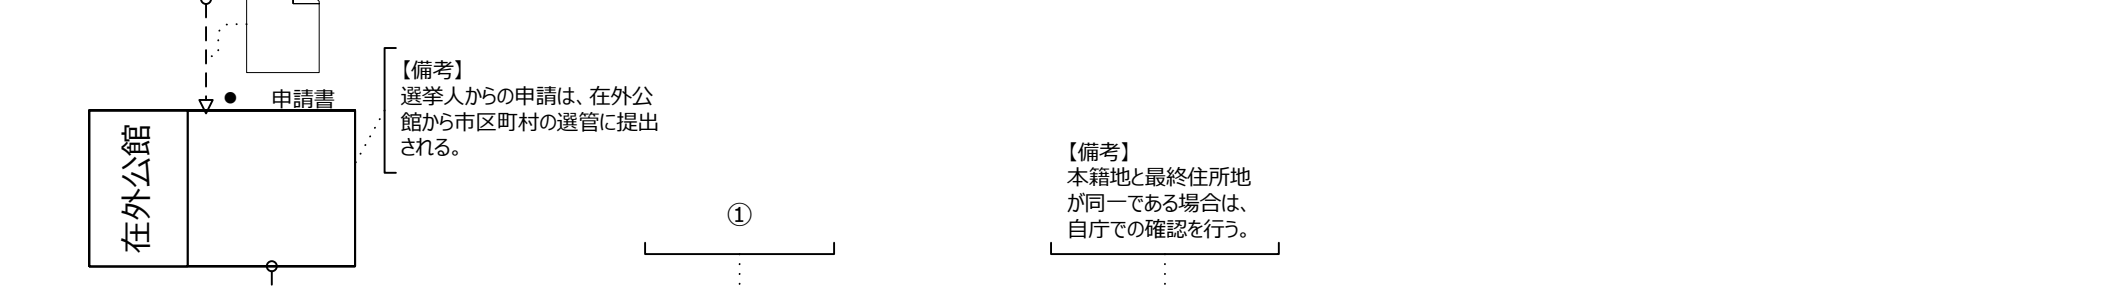 【備考】
選挙人からの申請は、在外公
館から市区町村の選管に提出
される。
● 申請書
在外公館
【備考】
本籍地と最終住所地
が同一である場合は、
自庁での確認を行う。
①